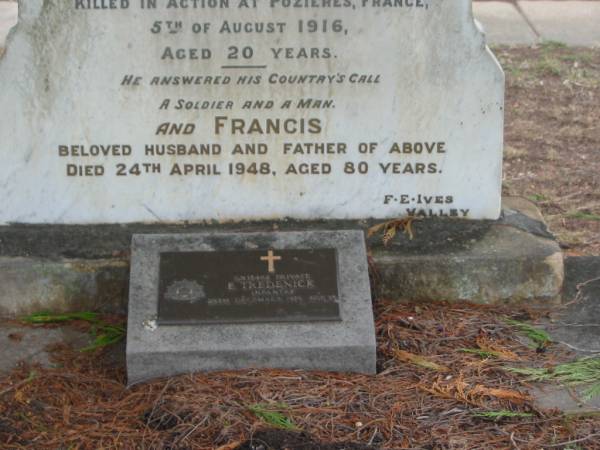 KILLED IN ACTION AT POZIERES, FRANCE,
5TH OF AUGUST 1916,
AGED 20 YEARS.
HE ANSWERED HIS COUNTRY'S CALL
A SOLDIER AND A MAN.
AND FRANCIS
BELOVED HUSBAND AND FATHER OF ABOVE
DIED 24TH APRIL 1948, AGED 80 YEARS.
F.E.IVES
VALLEY
PRIVATE
E. TREDENICK
INFANTRY
DECEMBER